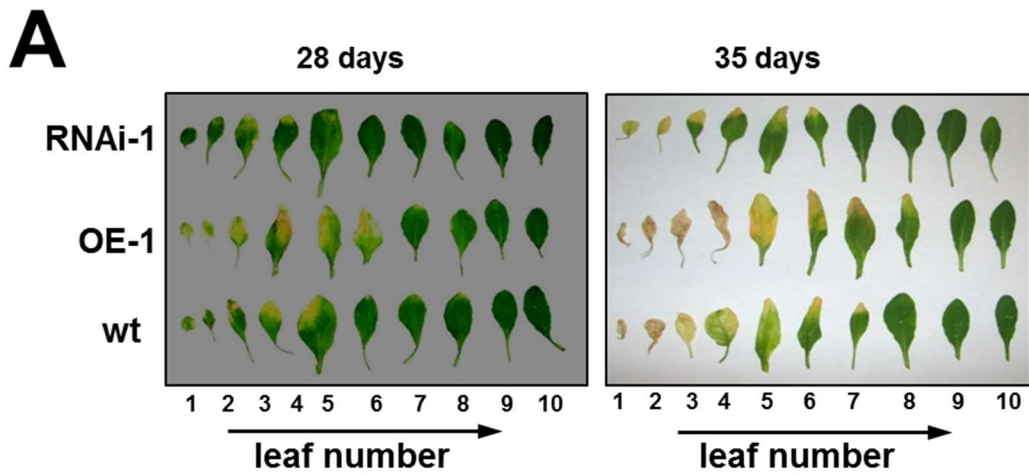 A
28 days 35 days
RNAi-1
OE-1
wt
1 2 3 4 5 6 7 8 9 10 1 2 3 4 5 6 7 8 9 10
leaf number leaf number